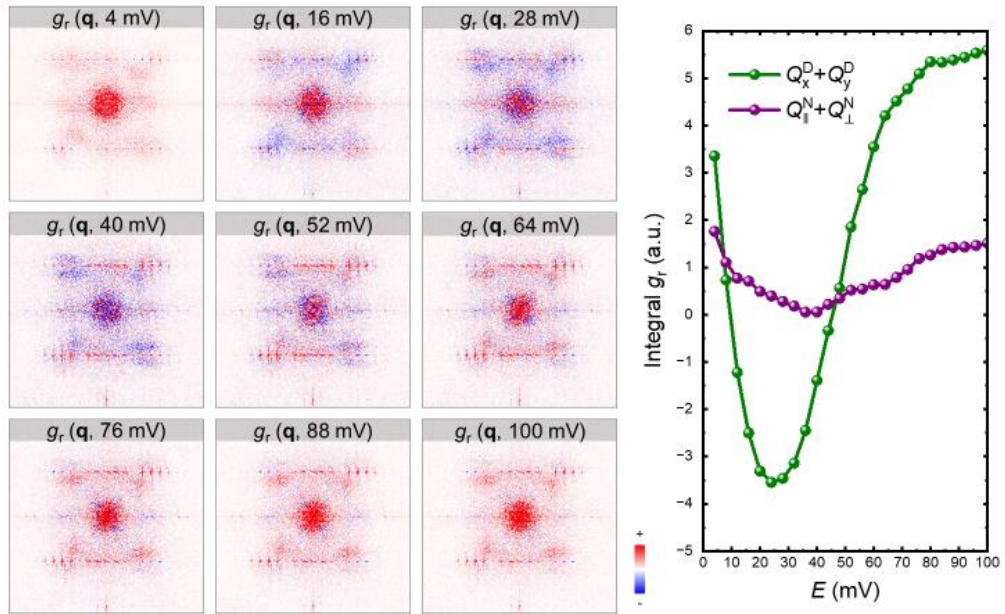 g_r (q, 4 mV)
g_r (q, 16 mV)
g_r (q, 28 mV)
g_r (q, 40 mV)
g_r (q, 52 mV)
g_r (q, 64 mV)
g_r (q, 76 mV)
g_r (q, 88 mV)
g_r (q, 100 mV)
+
-
Integral g_r (a.u.)
6
5
4
3
2
1
0
−1
−2
−3
−4
−5
Q_x^D+Q_y^D
Q_∥^N+Q_⊥^N
0 10 20 30 40 50 60 70 80 90 100
E (mV)